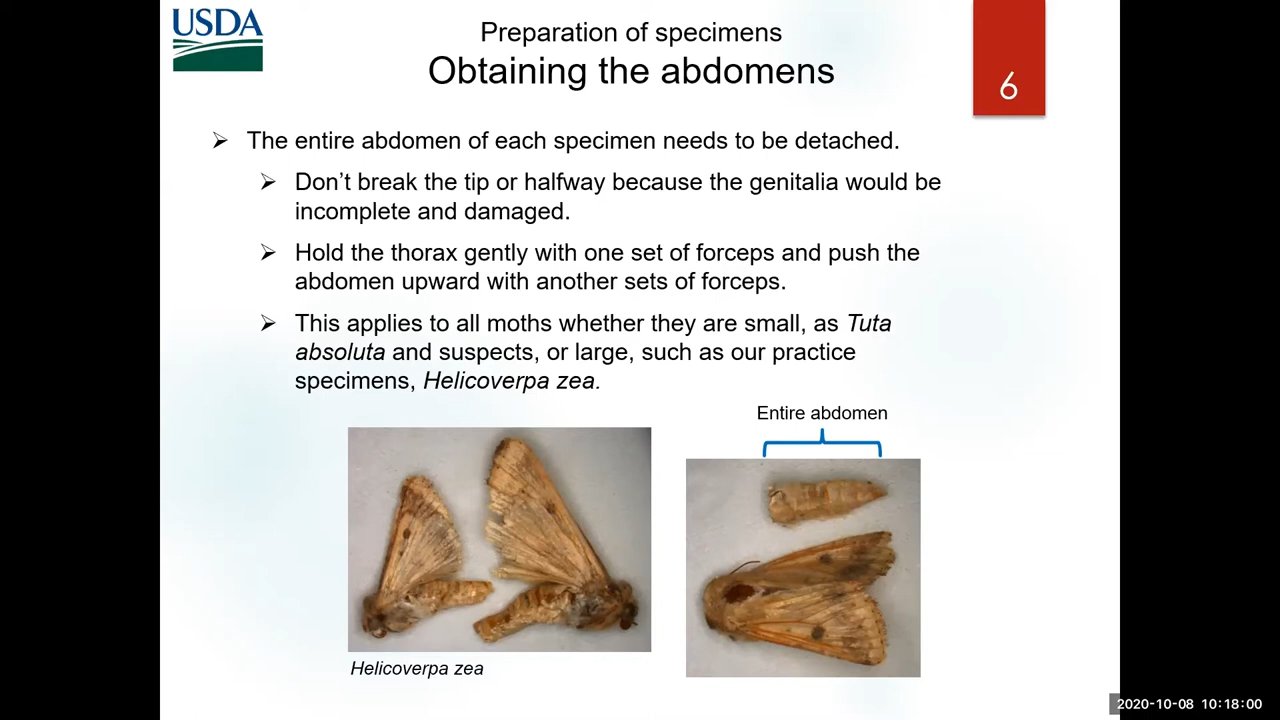 USDA
Preparation of specimens
Obtaining the abdomens
6
The entire abdomen of each specimen needs to be detached.
Don’t break the tip or halfway because the genitalia would be
incomplete and damaged.
Hold the thorax gently with one set of forceps and push the
abdomen upward with another sets of forceps.
This applies to all moths whether they are small, as Tuta
absoluta and suspects, or large, such as our practice
specimens, Helicoverpa zea.
Entire abdomen
Helicoverpa zea
2020-10-08 10:18:00